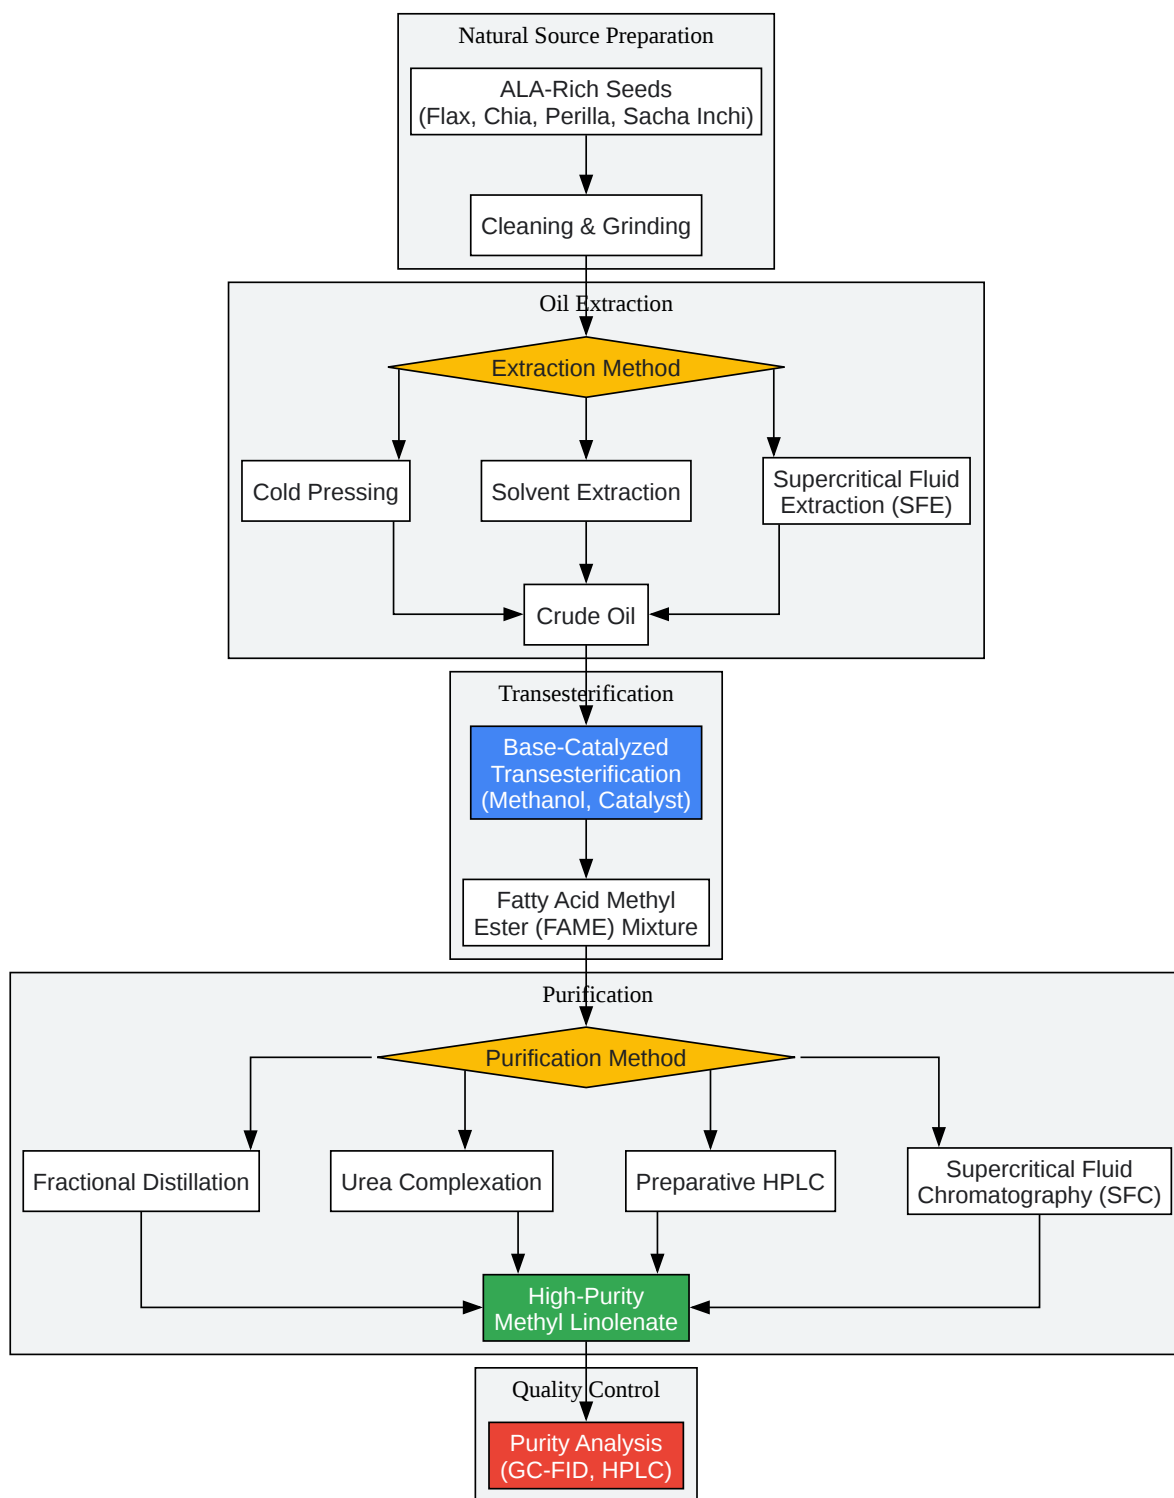 Natural Source Preparation
ALA-Rich Seeds
(Flax, Chia, Perilla, Sacha Inchi)
Cleaning & Grinding
Oil Extraction
Extraction Method
Cold Pressing
Solvent Extraction
Supercritical Fluid
Extraction (SFE)
Crude Oil
Transesterification
Base-Catalyzed
Transesterification
(Methanol, Catalyst)
Fatty Acid Methyl
Ester (FAME) Mixture
Purification
Purification Method
Fractional Distillation
Urea Complexation
Preparative HPLC
Supercritical Fluid
Chromatography (SFC)
High-Purity
Methyl Linolenate
Quality Control
Purity Analysis
(GC-FID, HPLC)